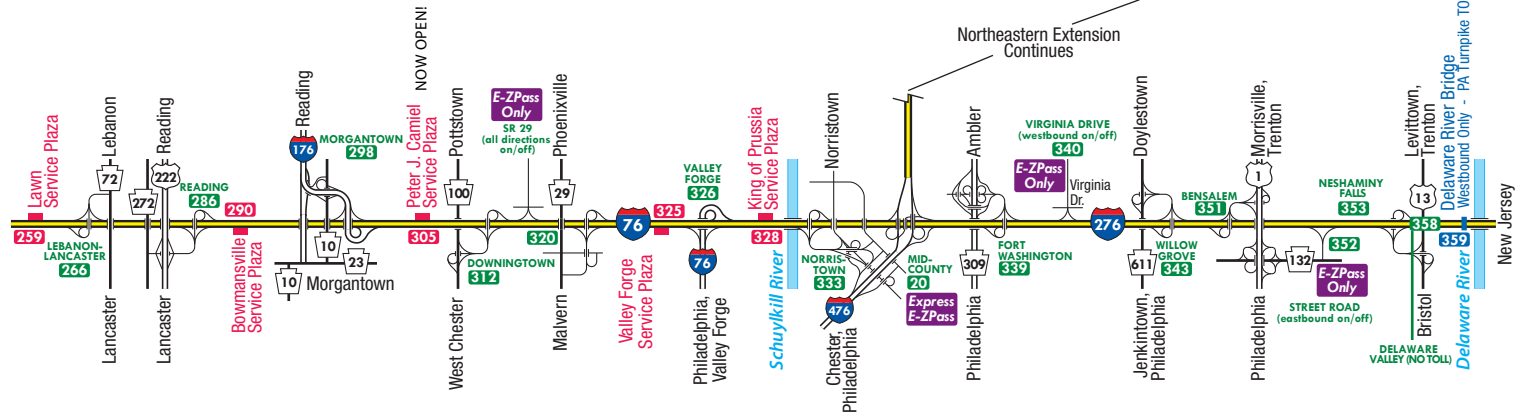 Lawn
Service Plaza
259
LEBANON-
LANCASTER
266
Lebanon
72
Lancaster
272
Reading
222
Lancaster
READING
286
290
Bowmansville
Service Plaza
Reading
176
MORGANTOWN
298
10
23
10
Morgantown
NOW OPEN!
Peter J. Camiel
Service Plaza
305
Pottstown
100
West Chester
DOWNINGTOWN
312
E-ZPass
Only
SR 29
(all directions
on/off)
320
Phoenixville
29
Malvern
76
325
Valley Forge
Service Plaza
VALLEY
FORGE
326
76
Philadelphia,
Valley Forge
King of Prussia
Service Plaza
328
Schuylkill River
Norristown
NORRIS-
TOWN
333
476
Chester,
Philadelphia
MID-
COUNTY
20
Express
E-ZPass
Northeastern Extension
Continues
Ambler
309
Philadelphia
FORT
WASHINGTON
339
VIRGINIA DRIVE
(westbound on/off)
340
E-ZPass
Only
Virginia
Dr.
276
Doylestown
611
Jenkintown,
Philadelphia
WILLOW
GROVE
343
BENSALEM
351
Morrisville,
Trenton
1
Philadelphia
132
352
E-ZPass
Only
STREET ROAD
(eastbound on/off)
NESHAMINY
FALLS
353
Levittown,
Trenton
13
358
Bristol
DELAWARE
VALLEY (NO TOLL)
Delaware River Bridge
Westbound Only - PA Turnpike TO
359
Delaware River
New Jersey